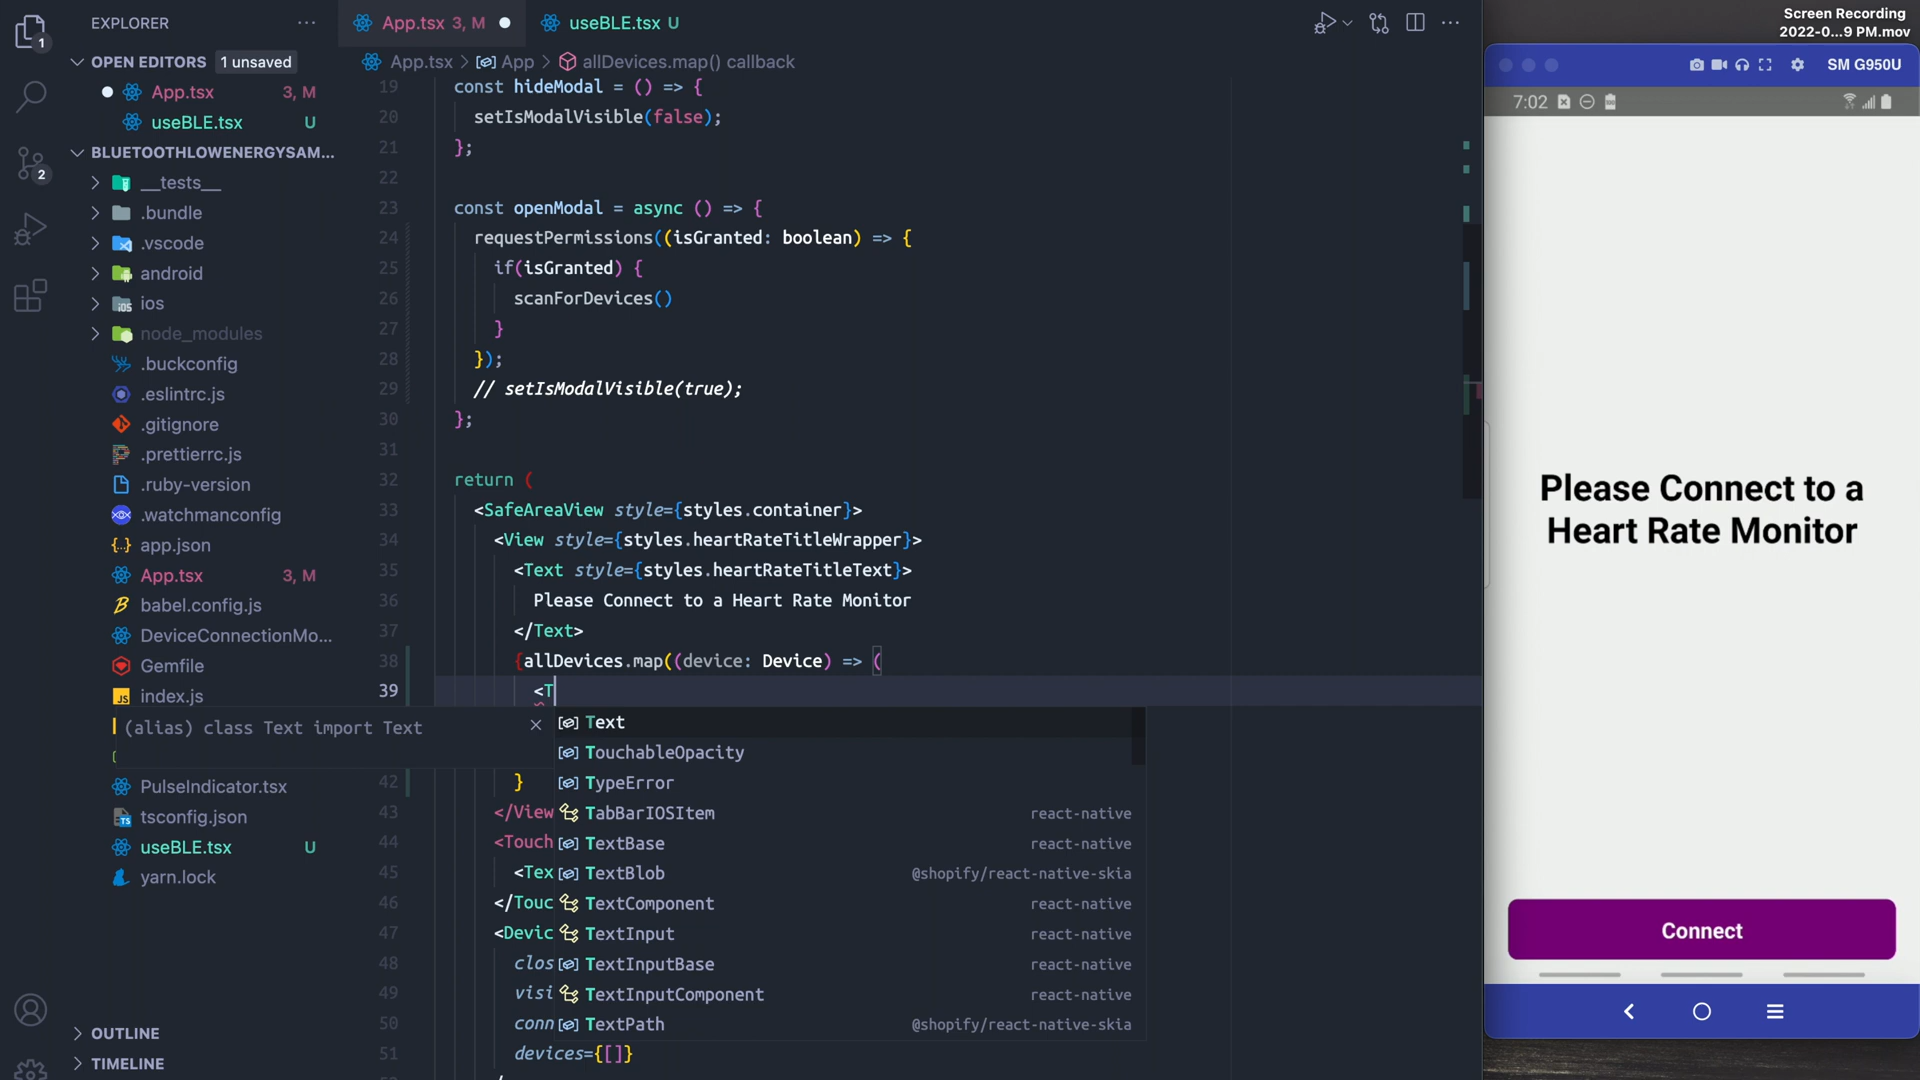 EXPLORER
App.tsx 3, M
useBLE.tsx U
Screen Recording
2022-0...9 PM.mov
1
OPEN EDITORS 1 unsaved
App.tsx > App > allDevices.map() callback
SM G950U
App.tsx 3, M
useBLE.tsx U
7:02
BLUETOOTHLOWENERGYSAM...
2
__tests__
.bundle
.vscode
android
ios
node_modules
.buckconfig
.eslintrc.js
.gitignore
.prettierrc.js
.ruby-version
.watchmanconfig
app.json
App.tsx 3, M
babel.config.js
DeviceConnectionMo...
Gemfile
index.js
PulseIndicator.tsx
tsconfig.json
useBLE.tsx U
yarn.lock
OUTLINE
TIMELINE
19 const hideModal = () => {
20 setIsModalVisible(false);
21 };
22
23 const openModal = async () => {
24 requestPermissions((isGranted: boolean) => {
25 if(isGranted) {
26 scanForDevices()
27 }
28 });
29 // setIsModalVisible(true);
30 };
31
32 return (
33 <SafeAreaView style={styles.container}>
34 <View style={styles.heartRateTitleWrapper}>
35 <Text style={styles.heartRateTitleText}>
36 Please Connect to a Heart Rate Monitor
37 </Text>
38 {allDevices.map((device: Device) => (
39 <T
(alias) class Text import Text
42 }
43 </View
44 <Touch
45 <Tex
46 </Touc
47 <Devic
48 clos
49 visi
50 conn
51 devices={[]}
Text
TouchableOpacity
TypeError
TabBarIOSItem react-native
TextBase react-native
TextBlob @shopify/react-native-skia
TextComponent react-native
TextInput react-native
TextInputBase react-native
TextInputComponent react-native
TextPath @shopify/react-native-skia
Please Connect to a
Heart Rate Monitor
Connect